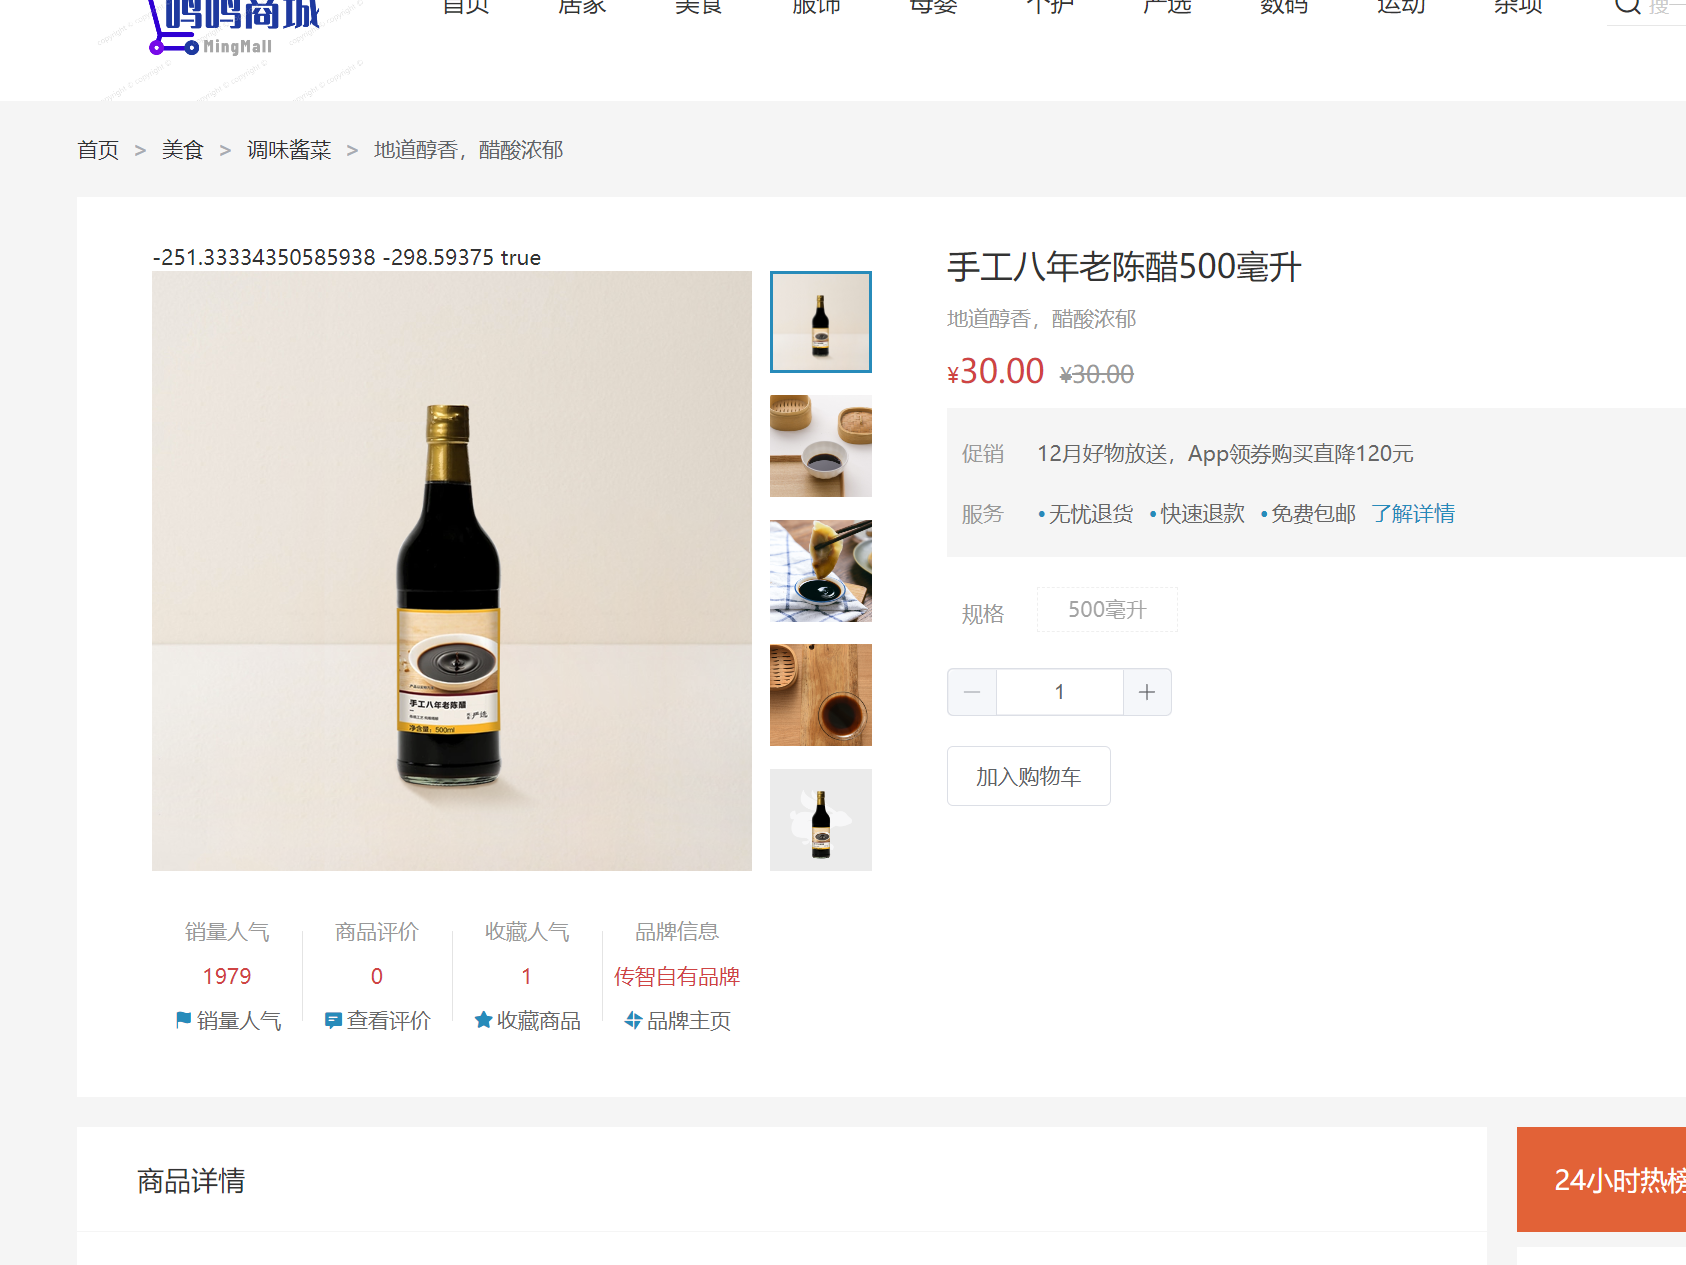 鸣鸣商城
MingMall
首页 居家 美食 服饰 母婴 个护 严选 数码 运动 杂项 搜一
copyright © copyright © copyright ©
首页 > 美食 > 调味酱菜 > 地道醇香，醋酸浓郁
-251.33334350585938 -298.59375 true
手工八年老陈醋500毫升
地道醇香，醋酸浓郁
¥30.00 ¥30.00
促销 12月好物放送，App领券购买直降120元
服务 •无忧退货 •快速退款 •免费包邮 了解详情
规格 500毫升
1
加入购物车
手工八年老陈醋
严选
净含量：500ml
销量人气 商品评价 收藏人气 品牌信息
1979 0 1 传智自有品牌
销量人气 查看评价 收藏商品 品牌主页
商品详情
24小时热榜